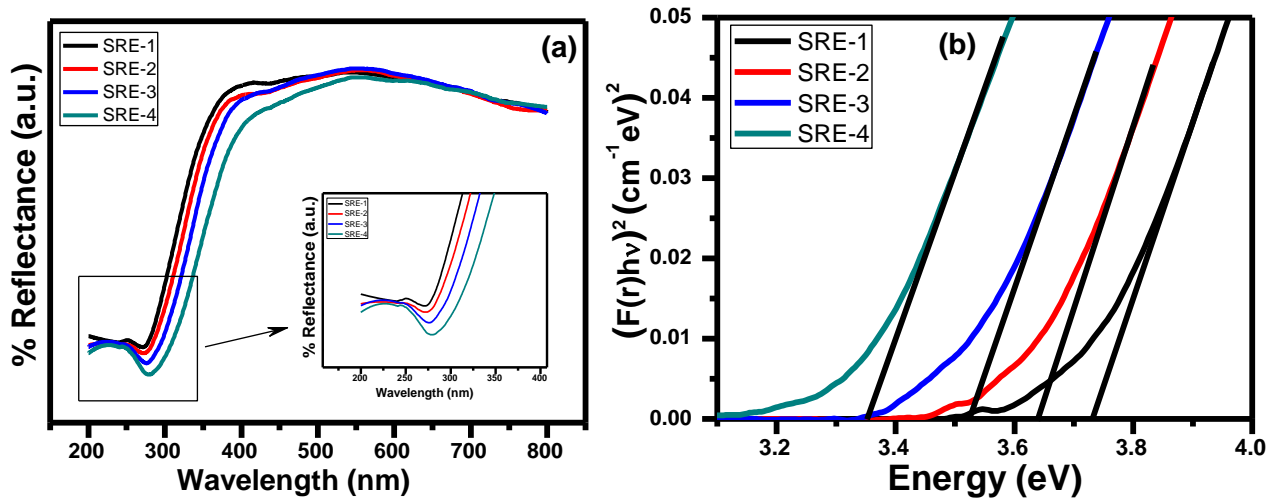 (a)
SRE-1
SRE-2
SRE-3
SRE-4
% Reflectance (a.u.)
SRE-1
SRE-2
SRE-3
SRE-4
% Reflectance (a.u.)
200 250 300 350 400
Wavelength (nm)
200 300 400 500 600 700 800
Wavelength (nm)
(b)
SRE-1
SRE-2
SRE-3
SRE-4
(F(r)hν)² (cm⁻¹ eV)²
0.05
0.04
0.03
0.02
0.01
0.00
3.2 3.4 3.6 3.8 4.0
Energy (eV)